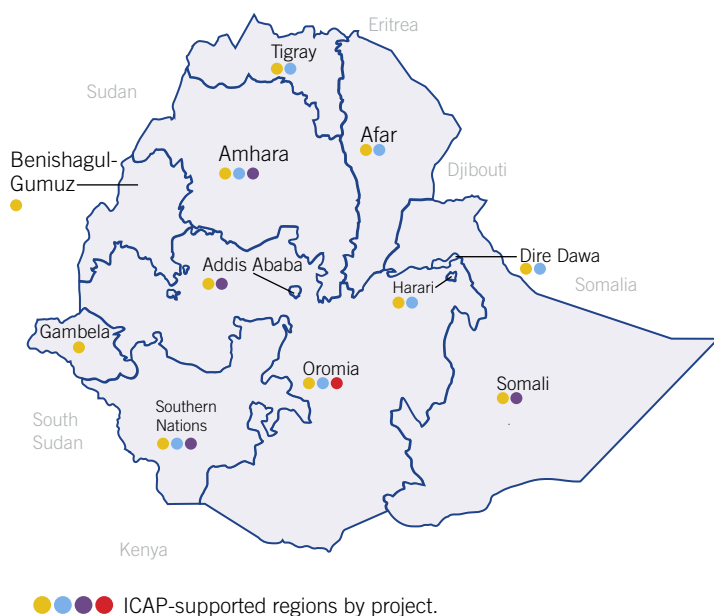 Eritrea
Tigray
Sudan
Afar
Amhara
Benishagul-
Gumuz
Djibouti
Dire Dawa
Addis Ababa
Somalia
Harari
Gambela
Oromia
Somali
Southern
Nations
South
Sudan
Kenya
ICAP-supported regions by project.